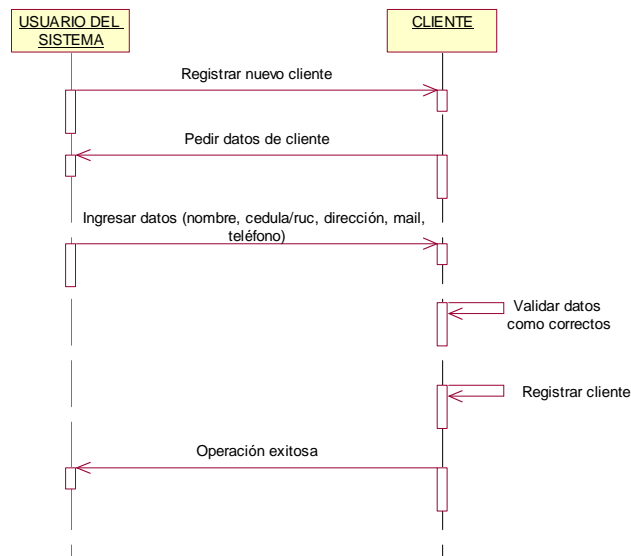 USUARIO DEL
SISTEMA
CLIENTE
Registrar nuevo cliente
Pedir datos de cliente
Ingresar datos (nombre, cedula/ruc, dirección, mail,
teléfono)
Validar datos
como correctos
Registrar cliente
Operación exitosa